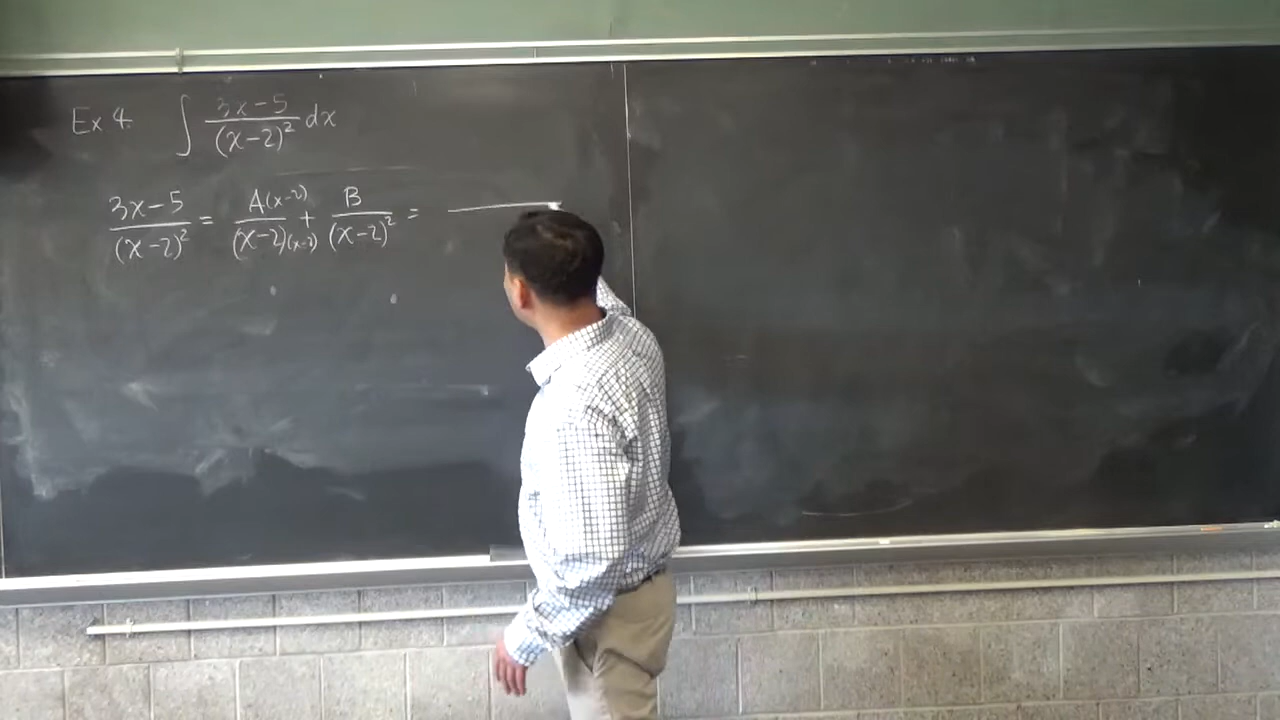 Ex 4. ∫ (3x-5)/(x-2)² dx
(3x-5)/(x-2)² = A(x-2)/(x-2)(x-2) + B/(x-2)² =